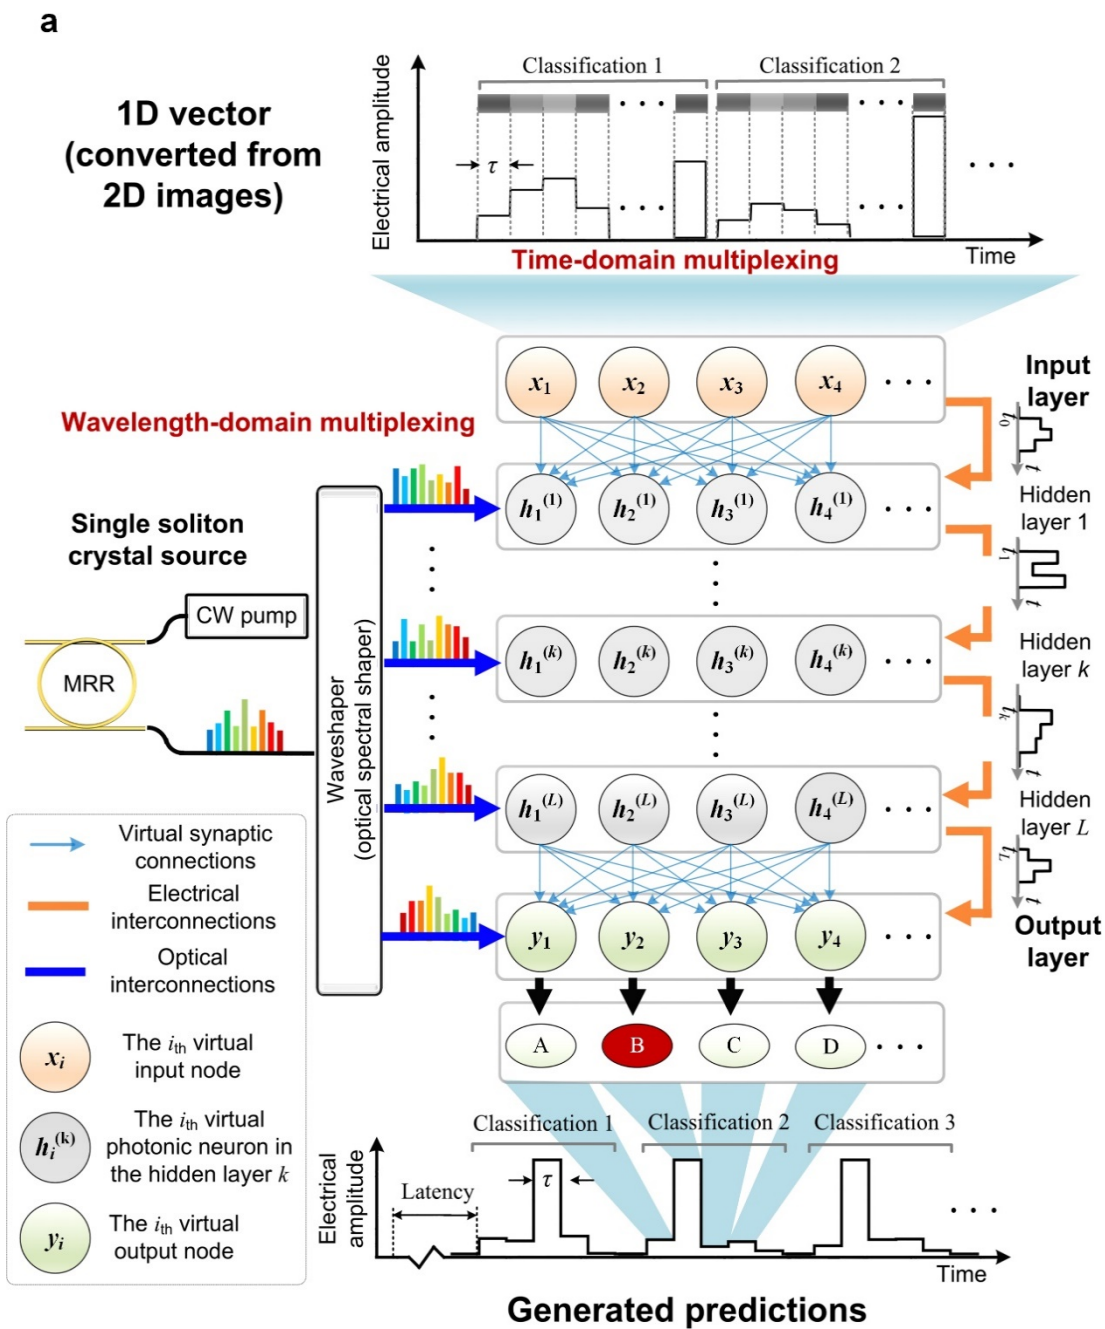 a
1D vector
(converted from
2D images)
Electrical amplitude
Classification 1
Classification 2
τ
. . .
. . .
. . .
. . .
. . .
Time
Time-domain multiplexing
x1
x2
x3
x4
. . .
Input
layer
t0
t
Wavelength-domain multiplexing
h1(1)
h2(1)
h3(1)
h4(1)
. . .
Hidden
layer 1
t1
t
Single soliton
crystal source
CW pump
MRR
Waveshaper
(optical spectral shaper)
h1(k)
h2(k)
h3(k)
h4(k)
. . .
Hidden
layer k
tk
t
h1(L)
h2(L)
h3(L)
h4(L)
. . .
Hidden
layer L
tL
t
y1
y2
y3
y4
. . .
Output
layer
A
B
C
D
. . .
Virtual synaptic
connections
Electrical
interconnections
Optical
interconnections
xi
The ith virtual
input node
hi(k)
The ith virtual
photonic neuron in
the hidden layer k
yi
The ith virtual
output node
Electrical
amplitude
Classification 1
Classification 2
Classification 3
Latency
τ
. . .
Time
Generated predictions